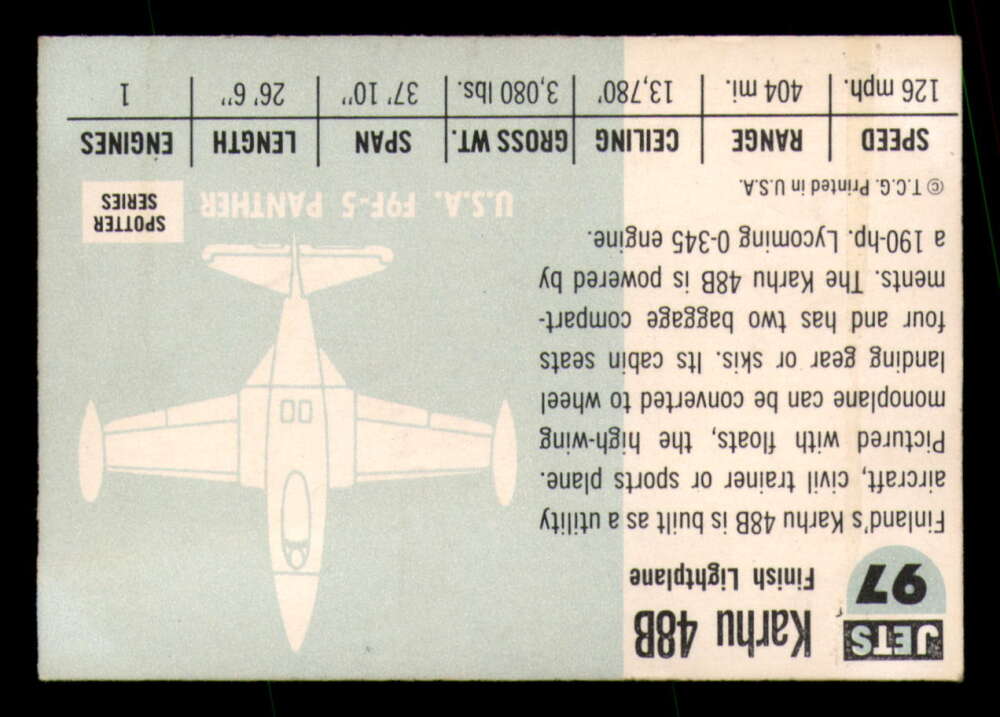 JETS
97
Karhu 48B
Finish Lightplane
Finland's Karhu 48B is built as a utility
aircraft, civil trainer or sports plane.
Pictured with floats, the high-wing
monoplane can be converted to wheel
landing gear or skis. Its cabin seats
four and has two baggage compart-
ments. The Karhu 48B is powered by
a 190-hp. Lycoming 0-345 engine.
© T.C.G. Printed in U.S.A.
U.S.A. F9F-5 PANTHER
SPOTTER
SERIES
SPEED RANGE CEILING GROSS WT. SPAN LENGTH ENGINES
126 mph. 404 mi. 13,780' 3,080 lbs. 37' 10" 26' 6" 1